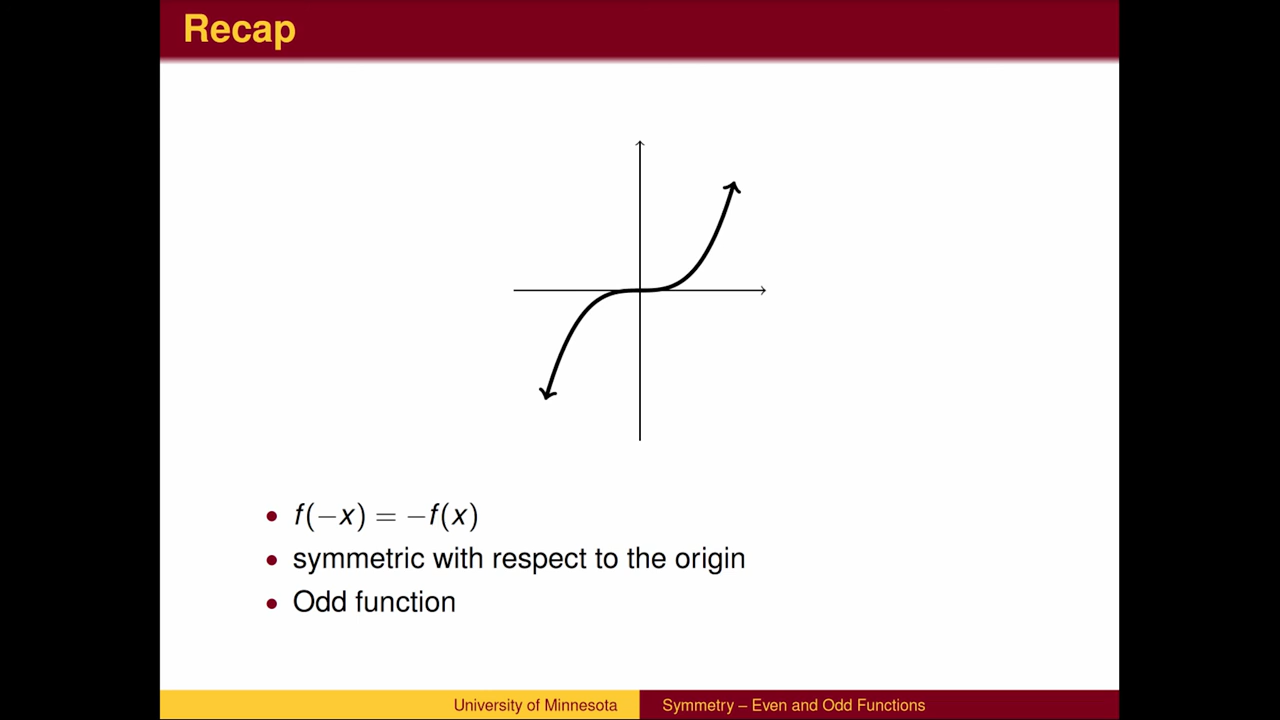 Recap
• f(−x) = −f(x)
• symmetric with respect to the origin
• Odd function
University of Minnesota
Symmetry – Even and Odd Functions